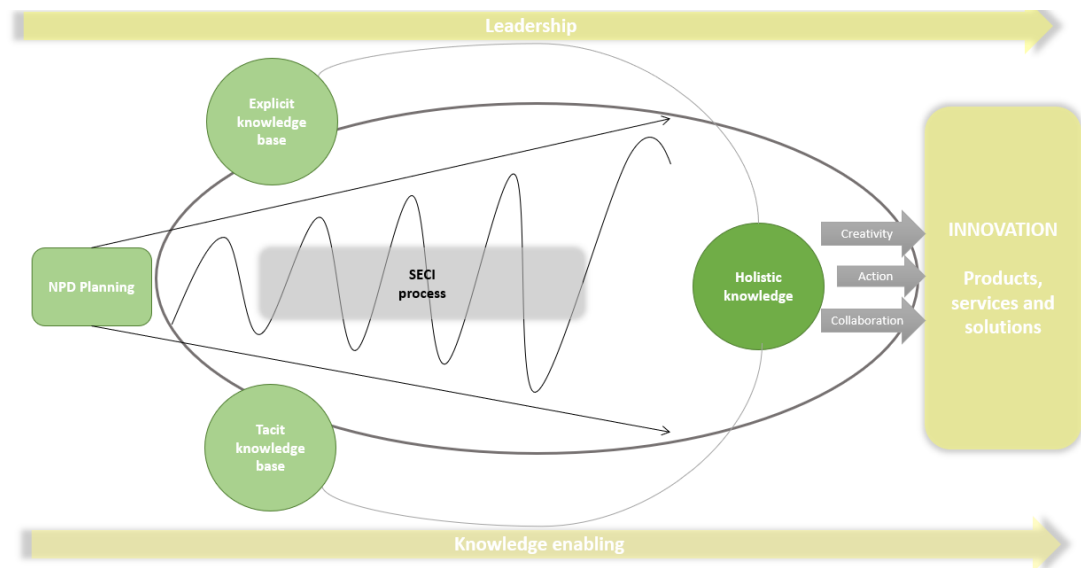 Leadership
Explicit
knowledge
base
NPD Planning
SECI
process
Holistic
knowledge
Creativity
Action
Collaboration
INNOVATION
Products,
services and
solutions
Tacit
knowledge
base
Knowledge enabling